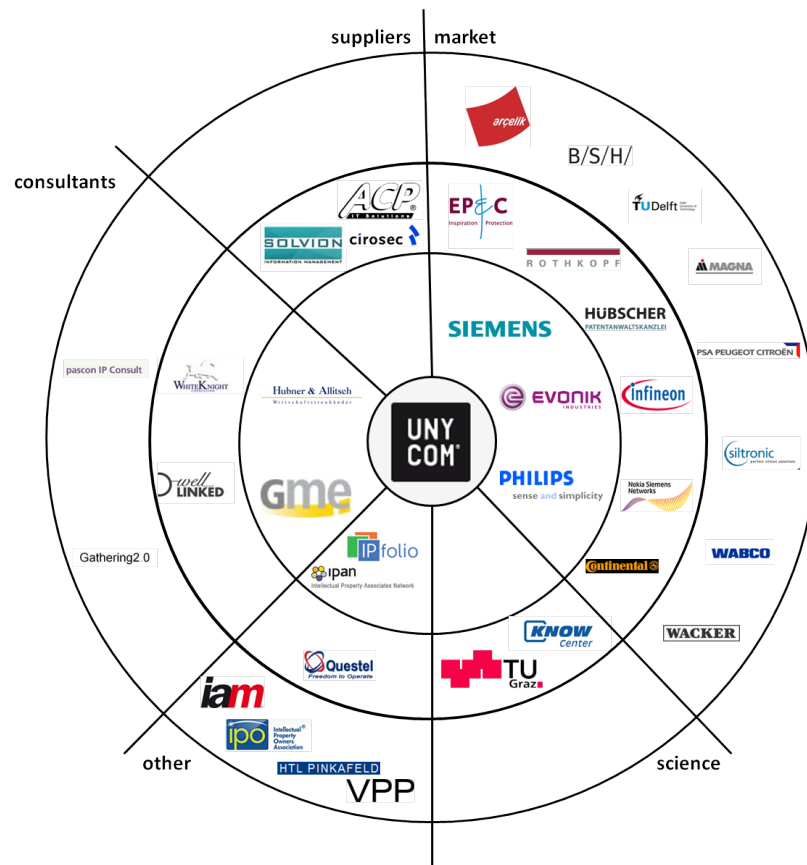 suppliers
market
consultants
arçelik
B/S/H/
TU Delft
MAGNA
PSA PEUGEOT CITROËN
siltronic
perfect silicon solutions
WABCO
WACKER
ACP®
IT Solutions
SOLVION
INFORMATION MANAGEMENT
cirosec
EP&C
Inspiration Protection
ROTHKOPF
HÜBSCHER
PATENTANWALTSKANZLEI
infineon
Nokia Siemens
Networks
Continental
SIEMENS
EVONIK
INDUSTRIES
PHILIPS
sense and simplicity
UNY
COM®
pascon IP Consult
WHITEKNIGHT
Hubner & Allitsch
Wirtschaftstreuhänder
D-well
LINKED
Gme
Gathering2.0
IPfolio
ipan
Intellectual Property Associates Network
KNOW
Center
TU
Graz
Questel
Freedom to Operate
iam
ipo
Intellectual®
Property
Owners
Association
HTL PINKAFELD
VPP
other
science